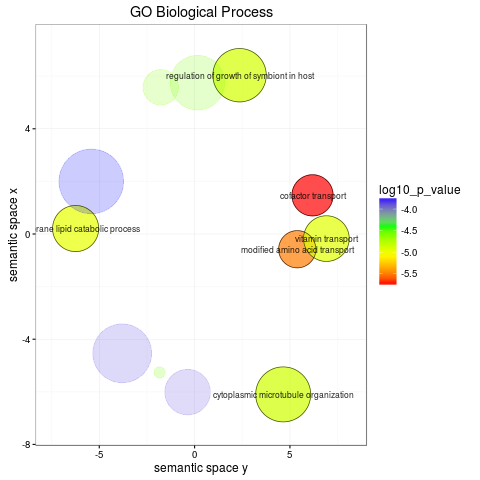 GO Biological Process
regulation of growth of symbiont in host
cofactor transport
rane lipid catabolic process
vitamin transport
modified amino acid transport
cytoplasmic microtubule organization
4
0
-4
-8
-5
0
5
semantic space y
semantic space x
log10_p_value
-4.0
-4.5
-5.0
-5.5